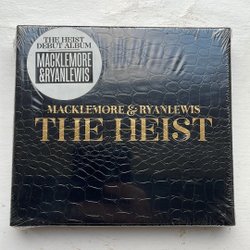 THE HEIST
DEBUT ALBUM
MACKLEMORE
&RYANLEWIS
MACKLEMORE & RYANLEWIS
THE HEIST